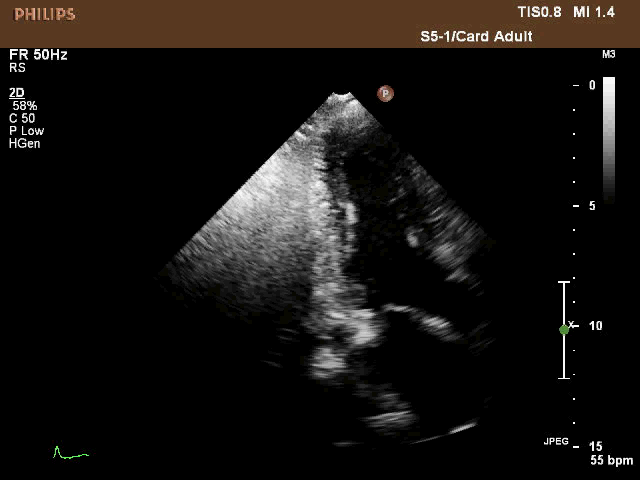 PHILIPS
TIS0.8 MI 1.4
S5-1/Card Adult
FR 50Hz
RS
2D
58%
C 50
P Low
HGen
P
M3
0
5
X
10
JPEG
15
55 bpm